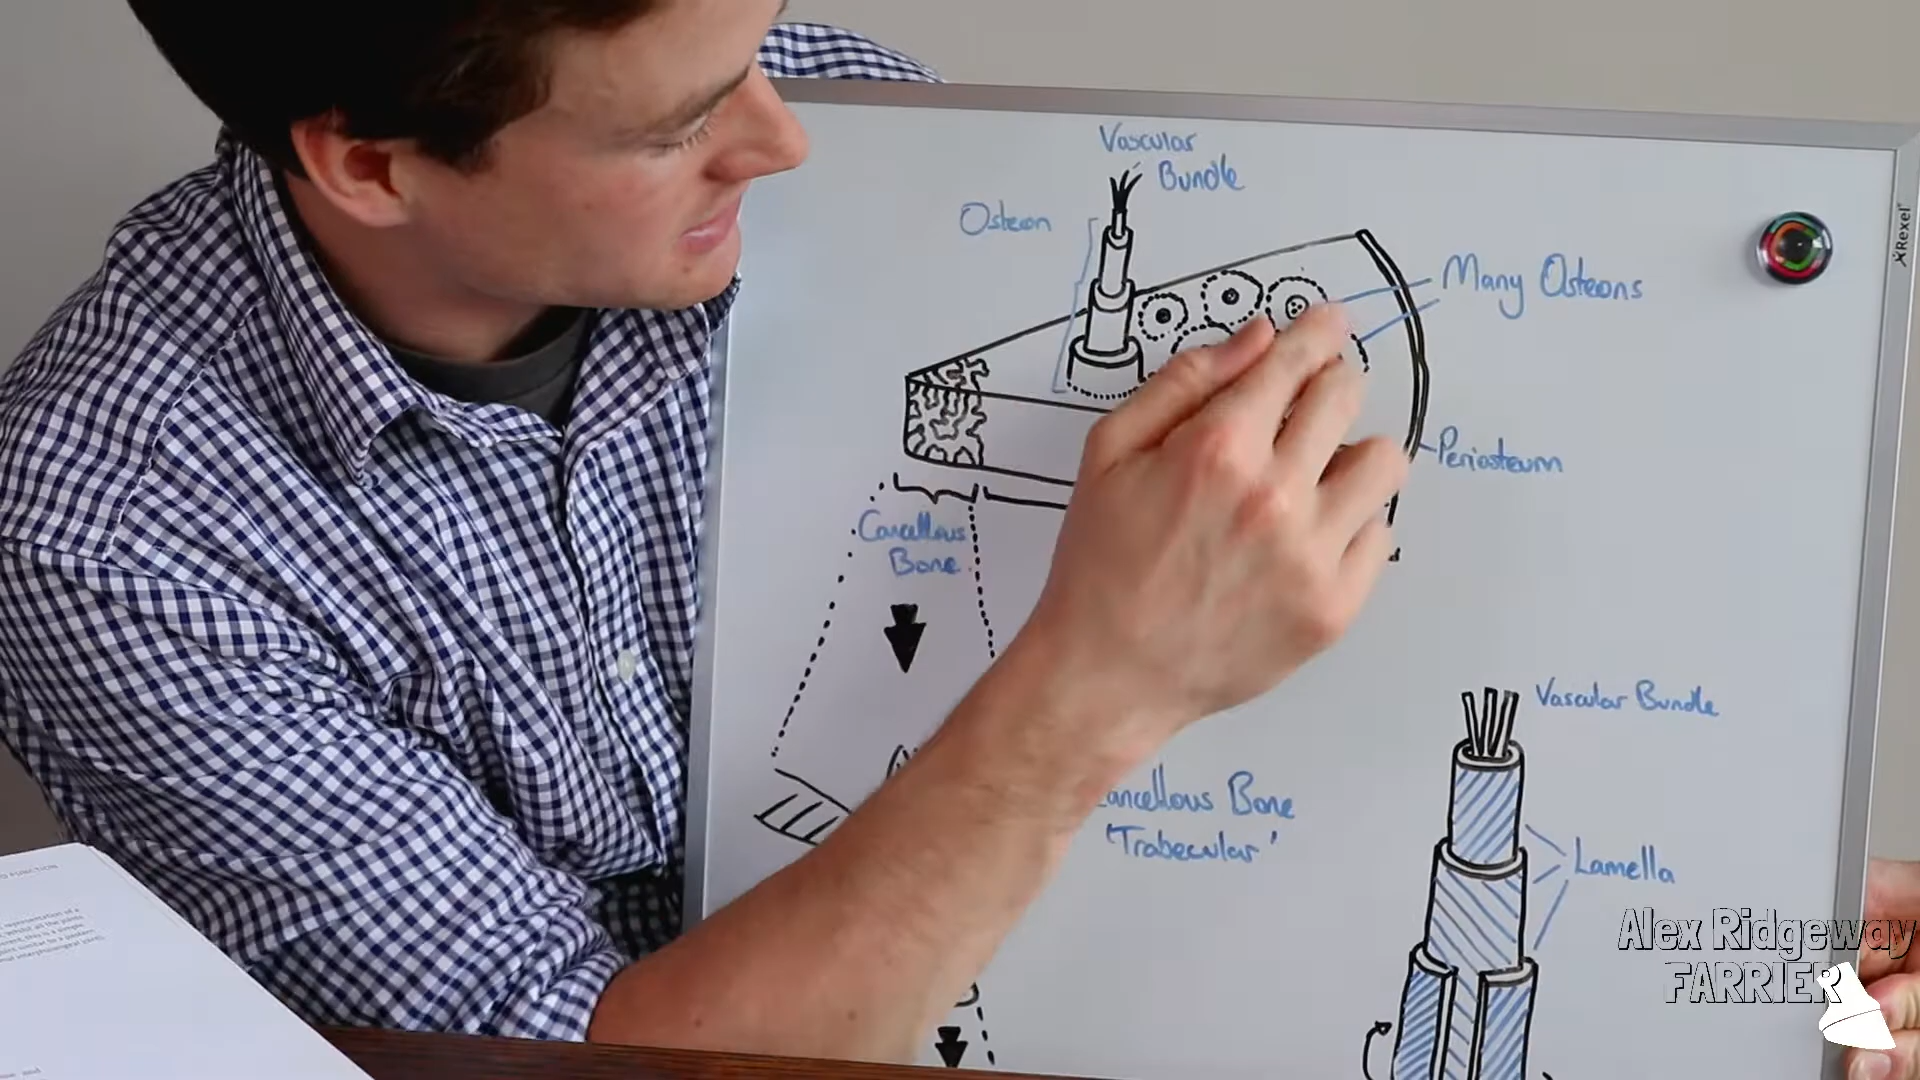 Vascular
Bundle
Osteon
Many Osteons
Periosteum
Cancellous
Bone
Vascular Bundle
Cancellous Bone
'Trabecular'
Lamella
Rexel
Alex Ridgeway
FARRIER